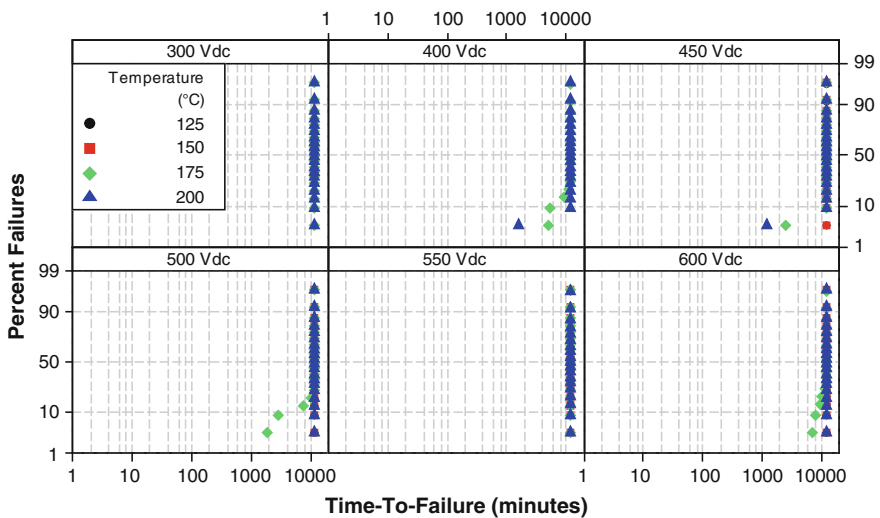 1 10 100 1000 10000
300 Vdc 400 Vdc 450 Vdc
Temperature
(°C)
125
150
175
200
99
90
50
10
1
500 Vdc 550 Vdc 600 Vdc
99
90
50
10
1
Percent Failures
1 10 100 1000 10000 1 10 100 1000 10000
Time-To-Failure (minutes)